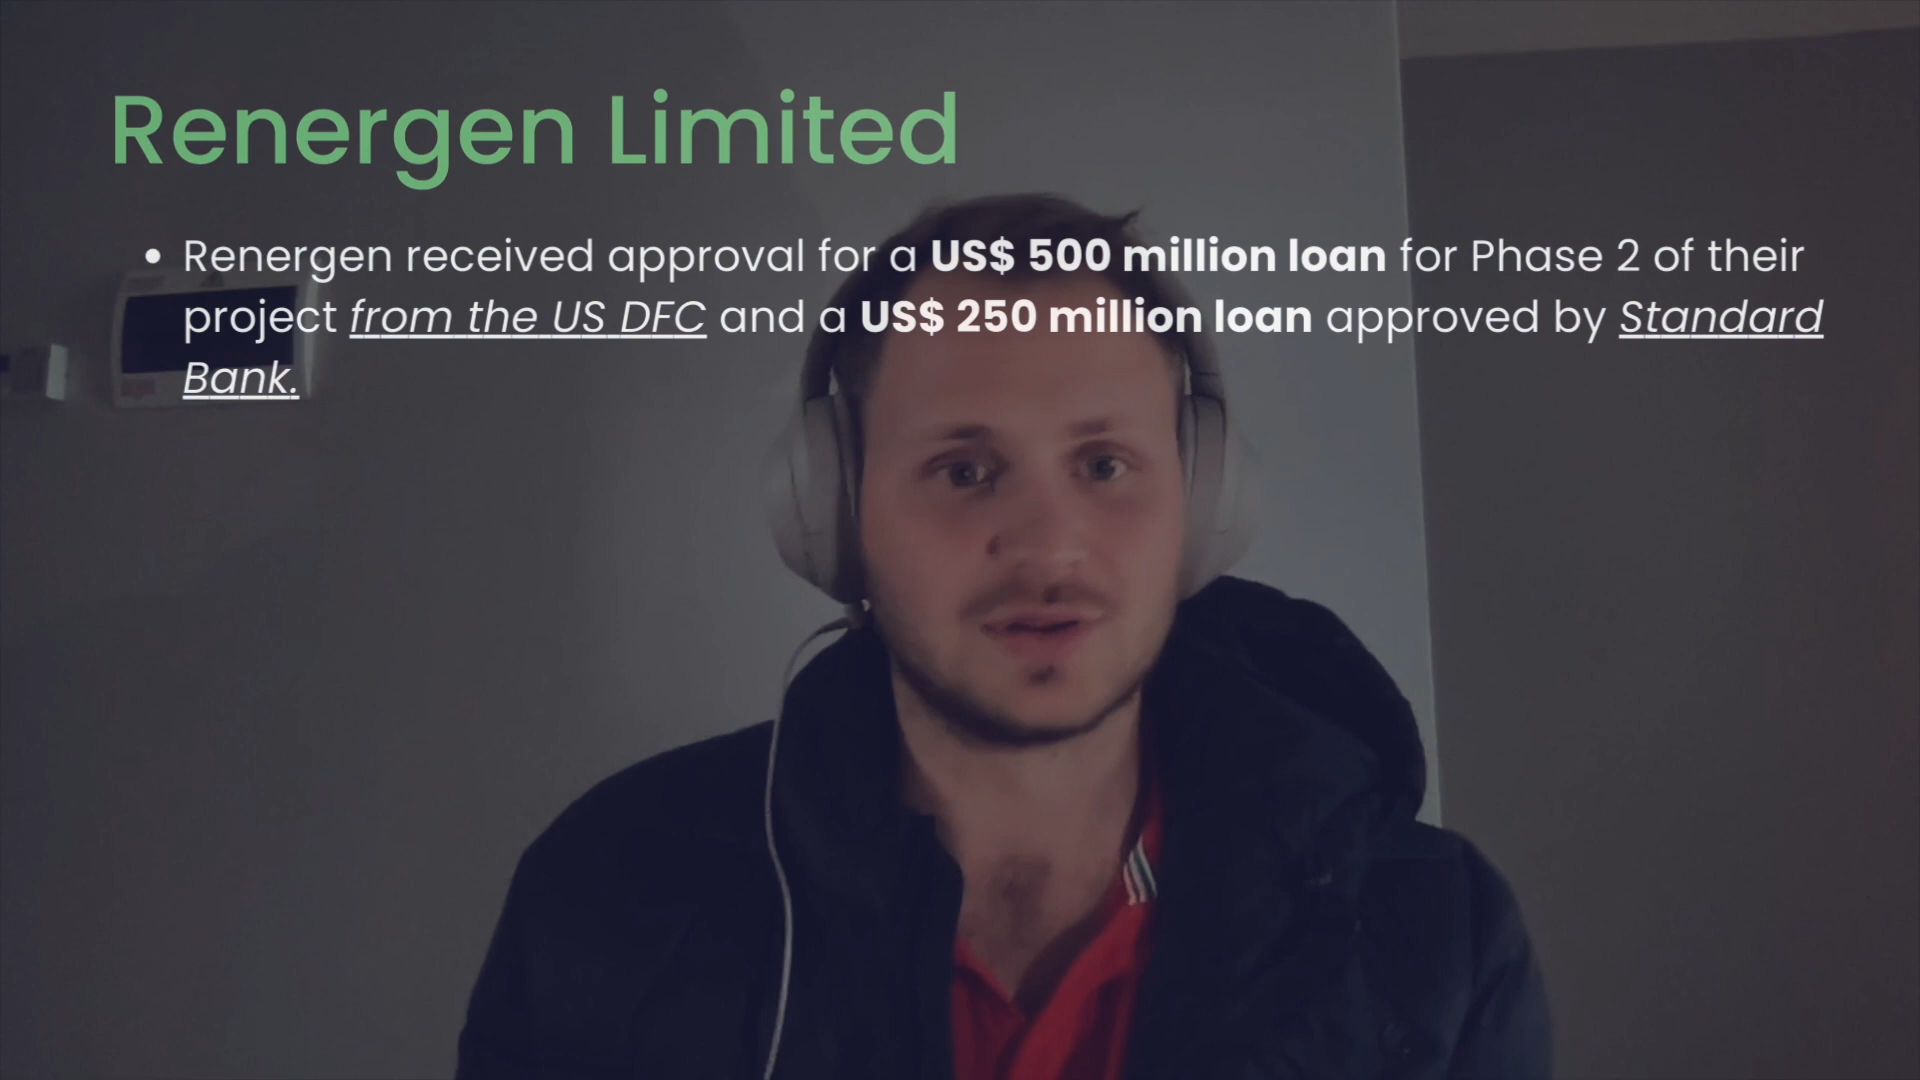 Renergen Limited
• Renergen received approval for a US$ 500 million loan for Phase 2 of their
project from the US DFC and a US$ 250 million loan approved by Standard
Bank.